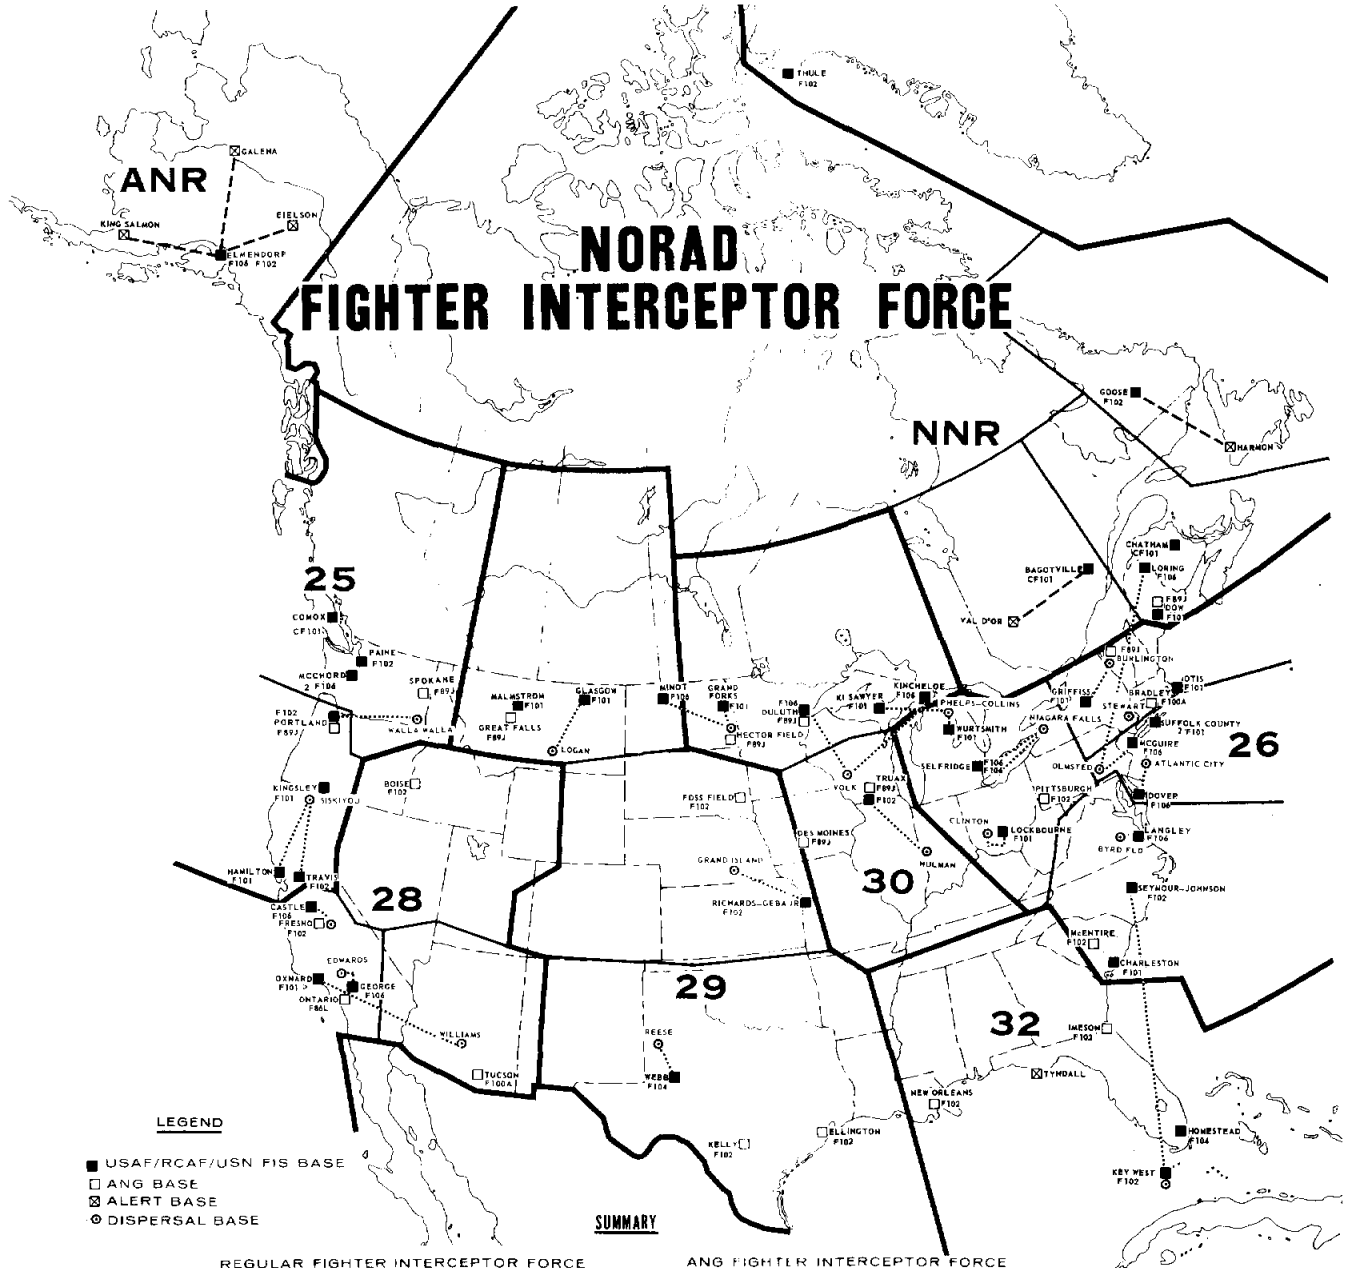 THULE
F102
GALENA
ANR
KING SALMON
EIELSON
ELMENDORF
F106 F102
NORAD
FIGHTER INTERCEPTOR FORCE
GOOSE
F102
HARMON
NNR
CHATHAM
CF101
LORING
F106
BAGOTVILLE
CF101
F89J
DOW
F101
VAL D'OR
25
COMOX
CF101
PAINE
F102
MCCHORD
2 F106
SPOKANE
F89J
F102
PORTLAND
F89J
WALLA WALLA
MALMSTROM
F101
GREAT FALLS
F89J
GLASGOW
F101
LOGAN
MINOT
F106
GRAND
FORKS
F101
HECTOR FIELD
F89J
F106
DULUTH
F89J
KI SAWYER
F101
KINCHELOE
F106
PHELPS-COLLINS
WURTSMITH
F101
SELFRIDGE
F106
F106
F89J
BURLINGTON
GRIFFISS
F101
NIAGARA FALLS
BRADLEY
F100A
STEWART
OTIS
F101
SUFFOLK COUNTY
2 F101
MCGUIRE
F106
ATLANTIC CITY
OLMSTED
DOVER
F106
26
KINGSLEY
F101
SISKIYOU
BOISE
F102
FOSS FIELD
F102
VOLK
TRUAX
F89J
F102
PITTSBURGH
F102
CLINTON
LOCKBOURNE
F101
LANGLEY
F106
BYRD FLD
DES MOINES
F89J
HULMAN
GRAND ISLAND
RICHARDS-GEBAUR
F102
30
HAMILTON
F101
TRAVIS
F102
28
CASTLE
F106
FRESNO
F102
SEYMOUR-JOHNSON
F102
McENTIRE
F102
CHARLESTON
F101
EDWARDS
OXNARD
F101
GEORGE
F106
ONTARIO
F86L
29
WILLIAMS
REESE
WEBB
F104
TUCSON
F100A
32
IMESON
F102
TYNDALL
NEW ORLEANS
F102
HOMESTEAD
F104
KELLY
F102
ELLINGTON
F102
KEY WEST
F102
LEGEND
USAF/RCAF/USN FIS BASE
ANG BASE
ALERT BASE
DISPERSAL BASE
SUMMARY
REGULAR FIGHTER INTERCEPTOR FORCE
ANG FIGHTER INTERCEPTOR FORCE